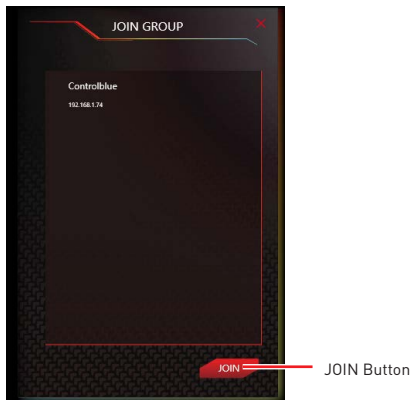 JOIN GROUP
Controlblue
192.168.1.74
JOIN
JOIN Button